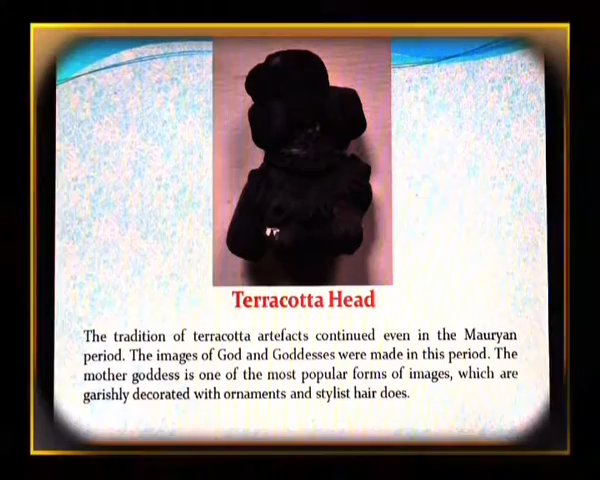 Terracotta Head
The tradition of terracotta artefacts continued even in the Mauryan
period. The images of God and Goddesses were made in this period. The
mother goddess is one of the most popular forms of images, which are
garishly decorated with ornaments and stylist hair does.